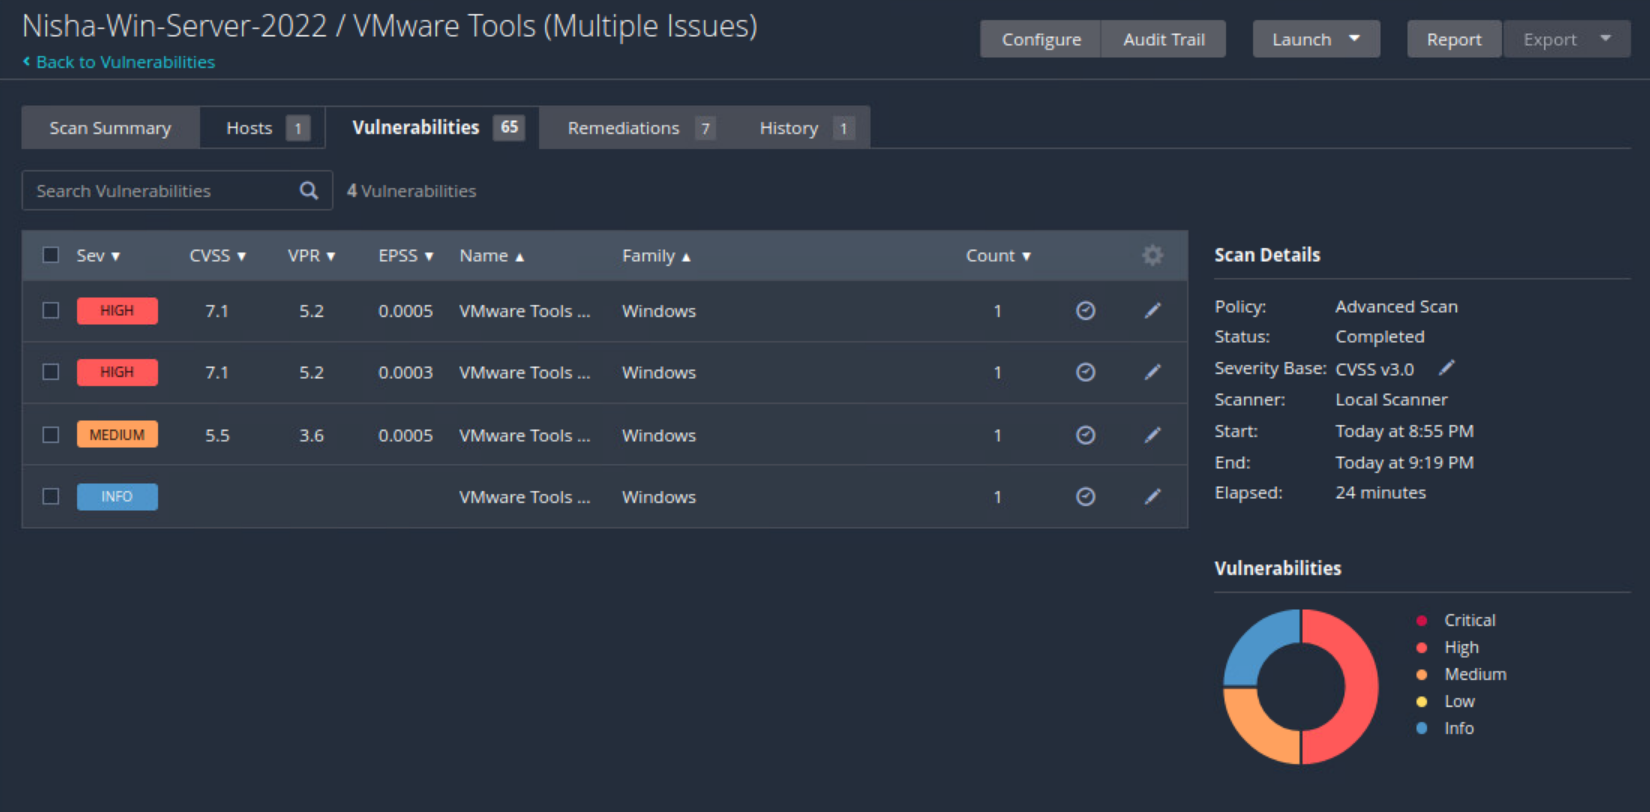 Nisha-Win-Server-2022 / VMware Tools (Multiple Issues)
Back to Vulnerabilities
Configure Audit Trail Launch Report Export
Scan Summary Hosts 1 Vulnerabilities 65 Remediations 7 History 1
Search Vulnerabilities 4 Vulnerabilities
Sev CVSS VPR EPSS Name Family Count
HIGH 7.1 5.2 0.0005 VMware Tools ... Windows 1
HIGH 7.1 5.2 0.0003 VMware Tools ... Windows 1
MEDIUM 5.5 3.6 0.0005 VMware Tools ... Windows 1
INFO VMware Tools ... Windows 1
Scan Details
Policy: Advanced Scan
Status: Completed
Severity Base: CVSS v3.0
Scanner: Local Scanner
Start: Today at 8:55 PM
End: Today at 9:19 PM
Elapsed: 24 minutes
Vulnerabilities
Critical
High
Medium
Low
Info